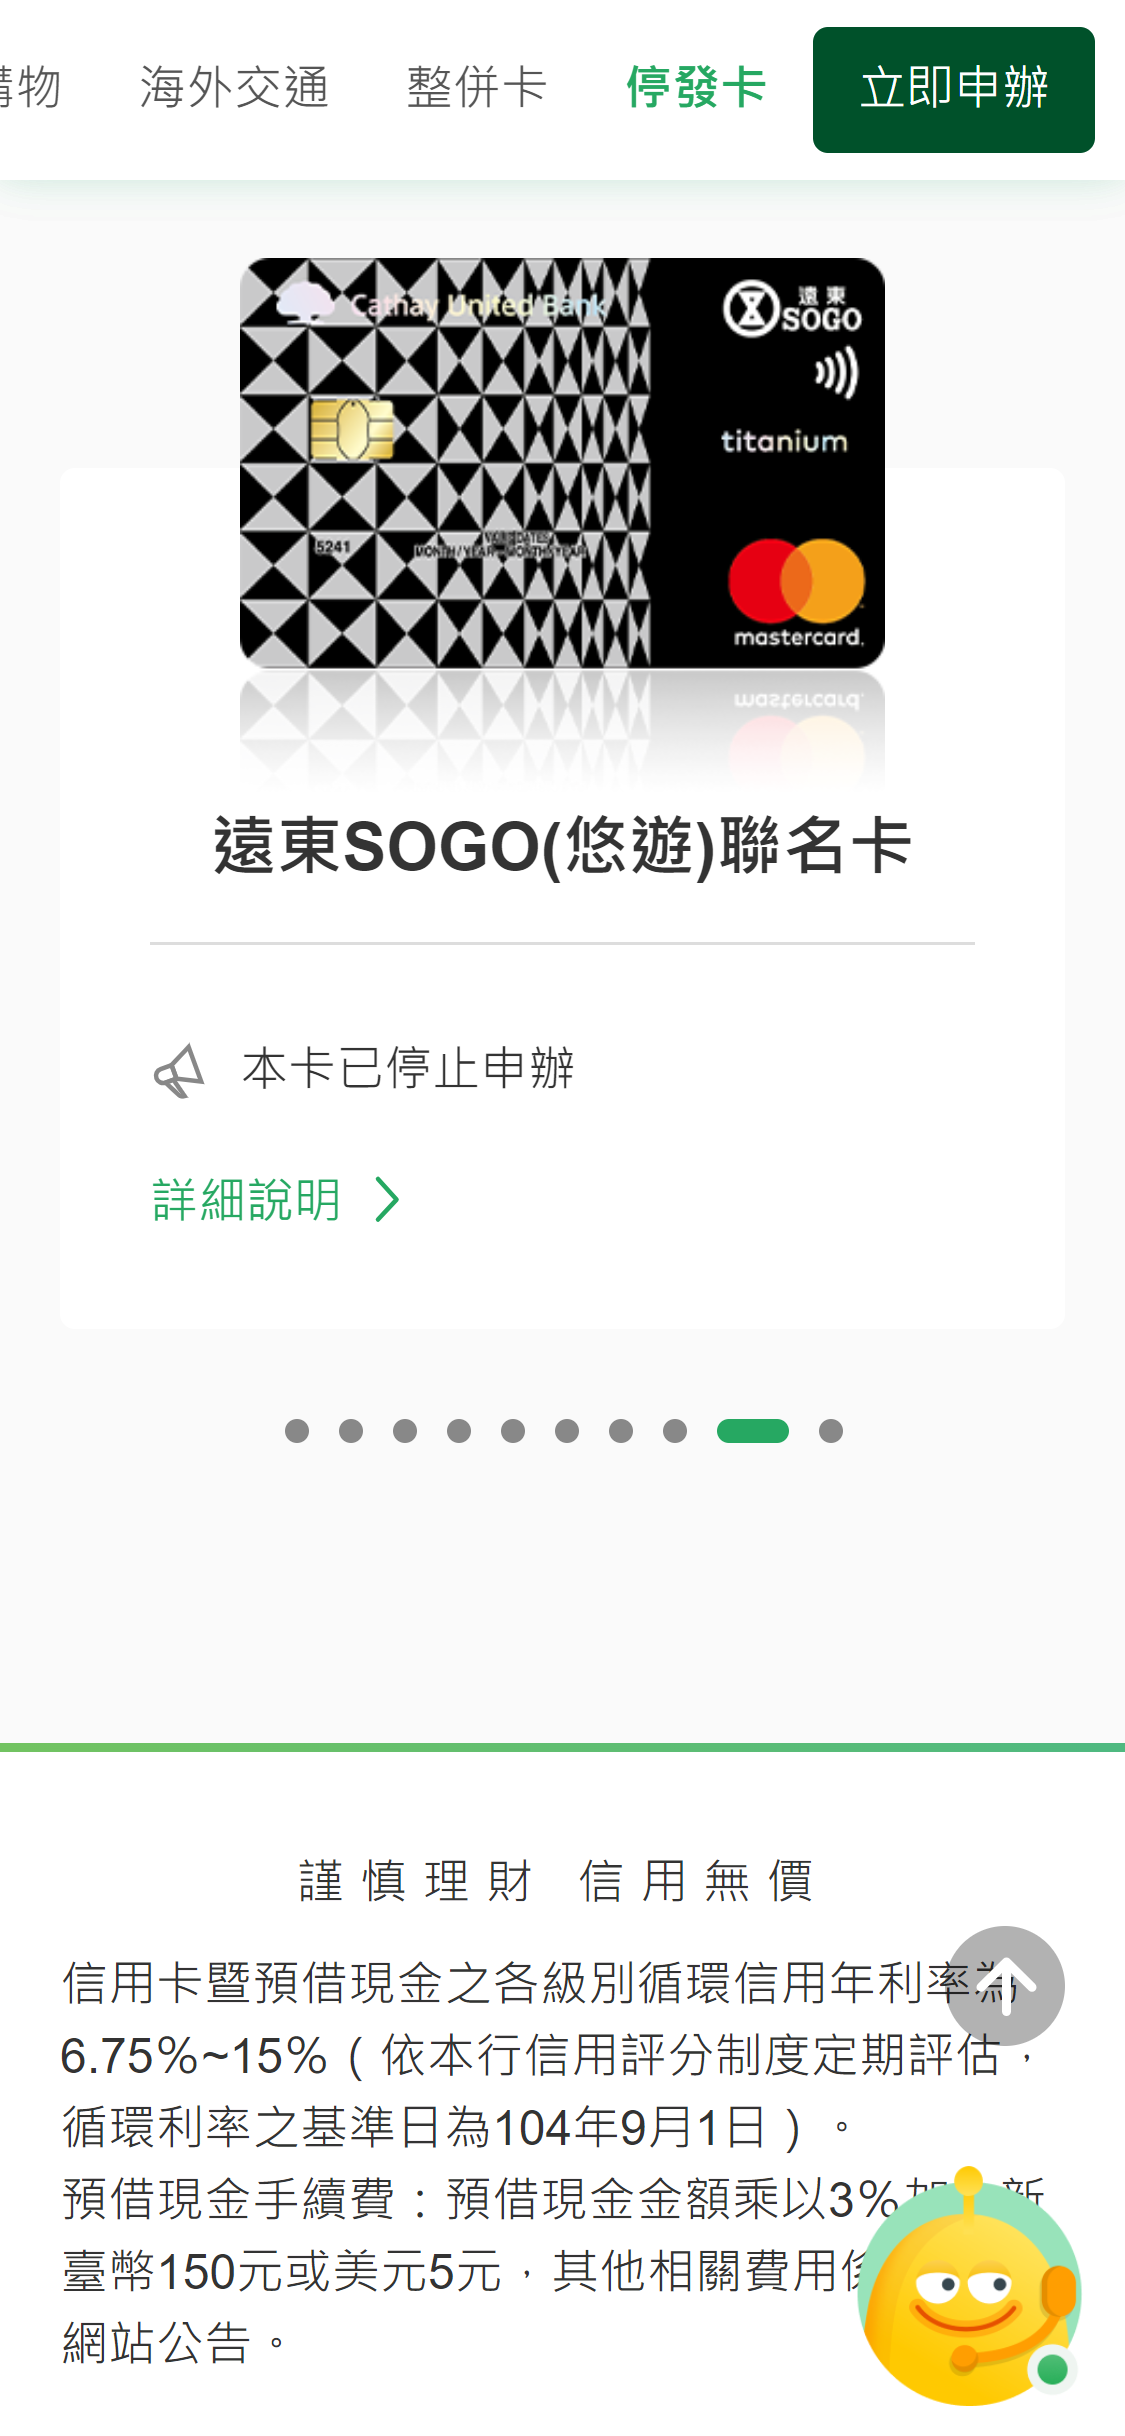 物 海外交通 整併卡 停發卡 立即申辦
Cathay United Bank
遠東
SOGO
titanium
5241
mastercard.
遠東SOGO(悠遊)聯名卡
本卡已停止申辦
詳細說明
謹慎理財 信用無價
信用卡暨預借現金之各級別循環信用年利率為
6.75%~15%（依本行信用評分制度定期評估，
循環利率之基準日為104年9月1日）。
預借現金手續費：預借現金金額乘以3%加 新
臺幣150元或美元5元，其他相關費用依
網站公告。